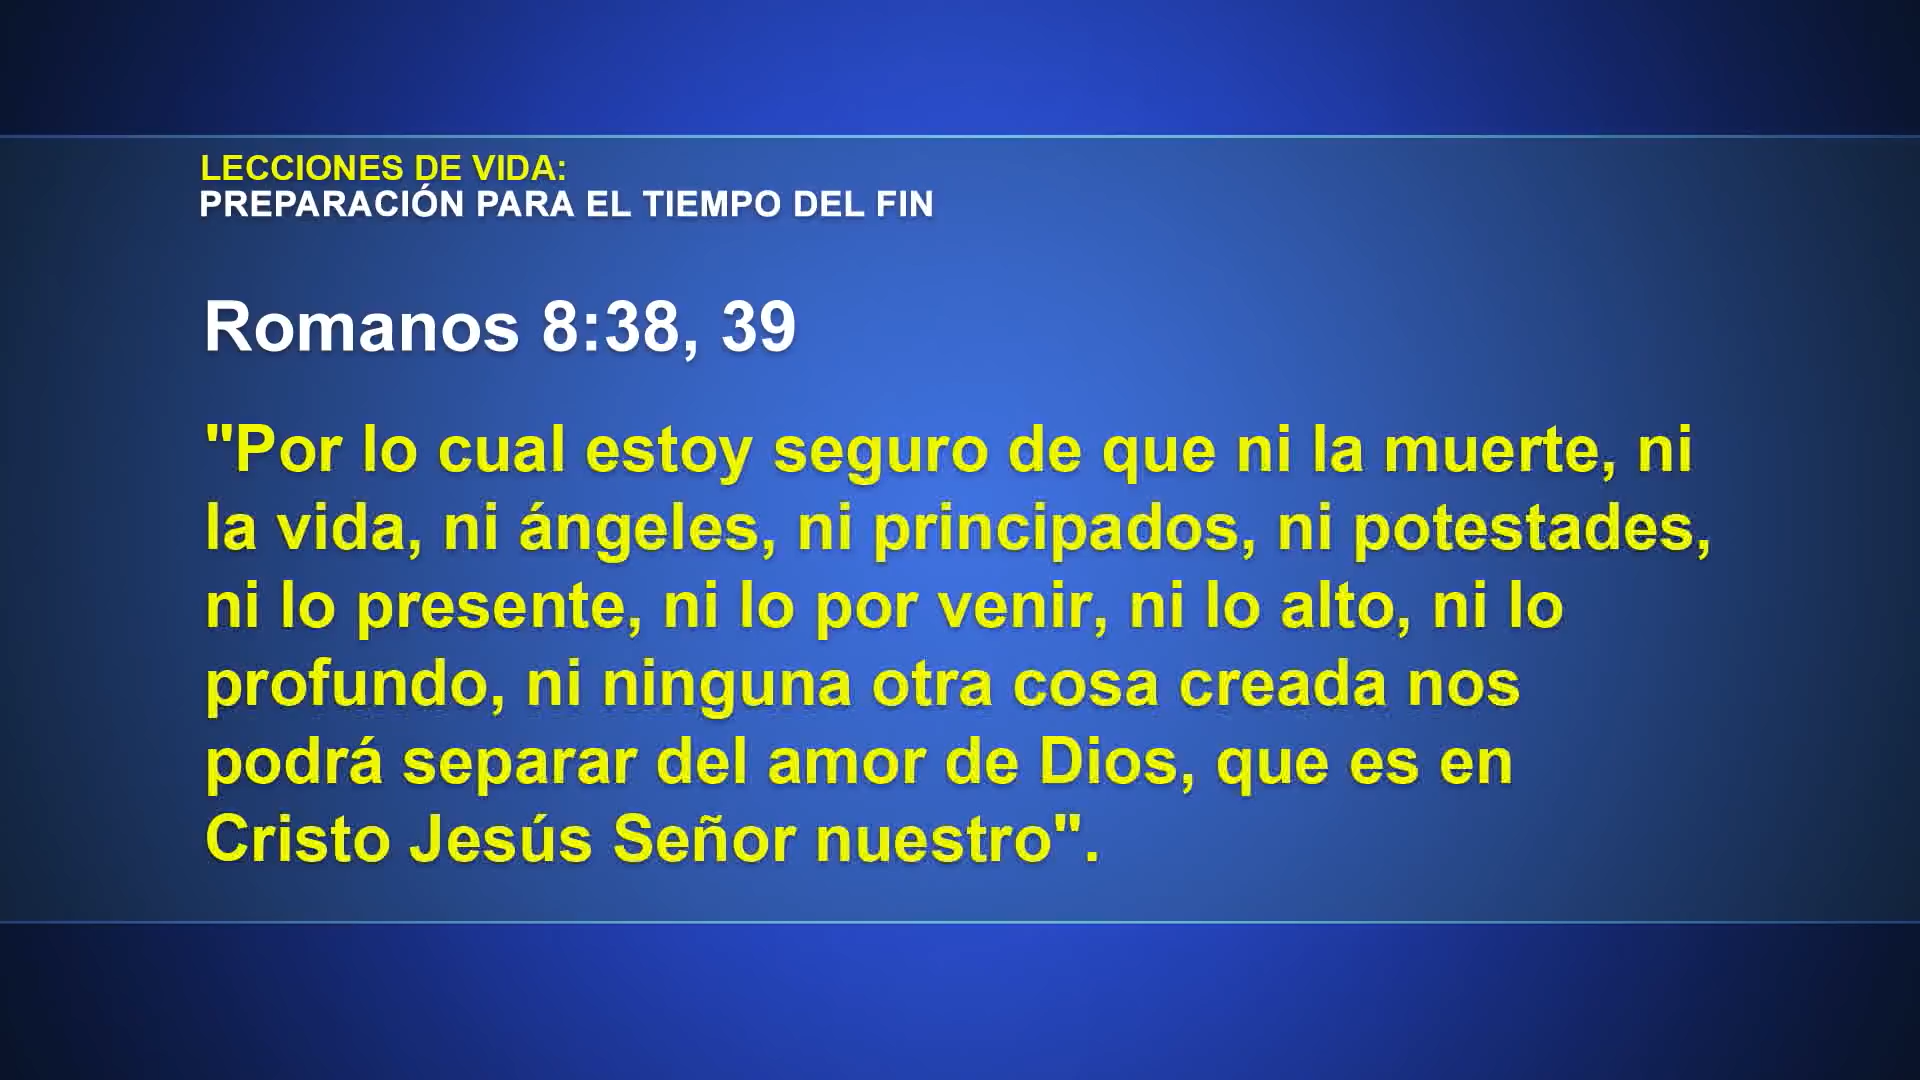 LECCIONES DE VIDA:
PREPARACIÓN PARA EL TIEMPO DEL FIN
Romanos 8:38, 39
"Por lo cual estoy seguro de que ni la muerte, ni
la vida, ni ángeles, ni principados, ni potestades,
ni lo presente, ni lo por venir, ni lo alto, ni lo
profundo, ni ninguna otra cosa creada nos
podrá separar del amor de Dios, que es en
Cristo Jesús Señor nuestro".